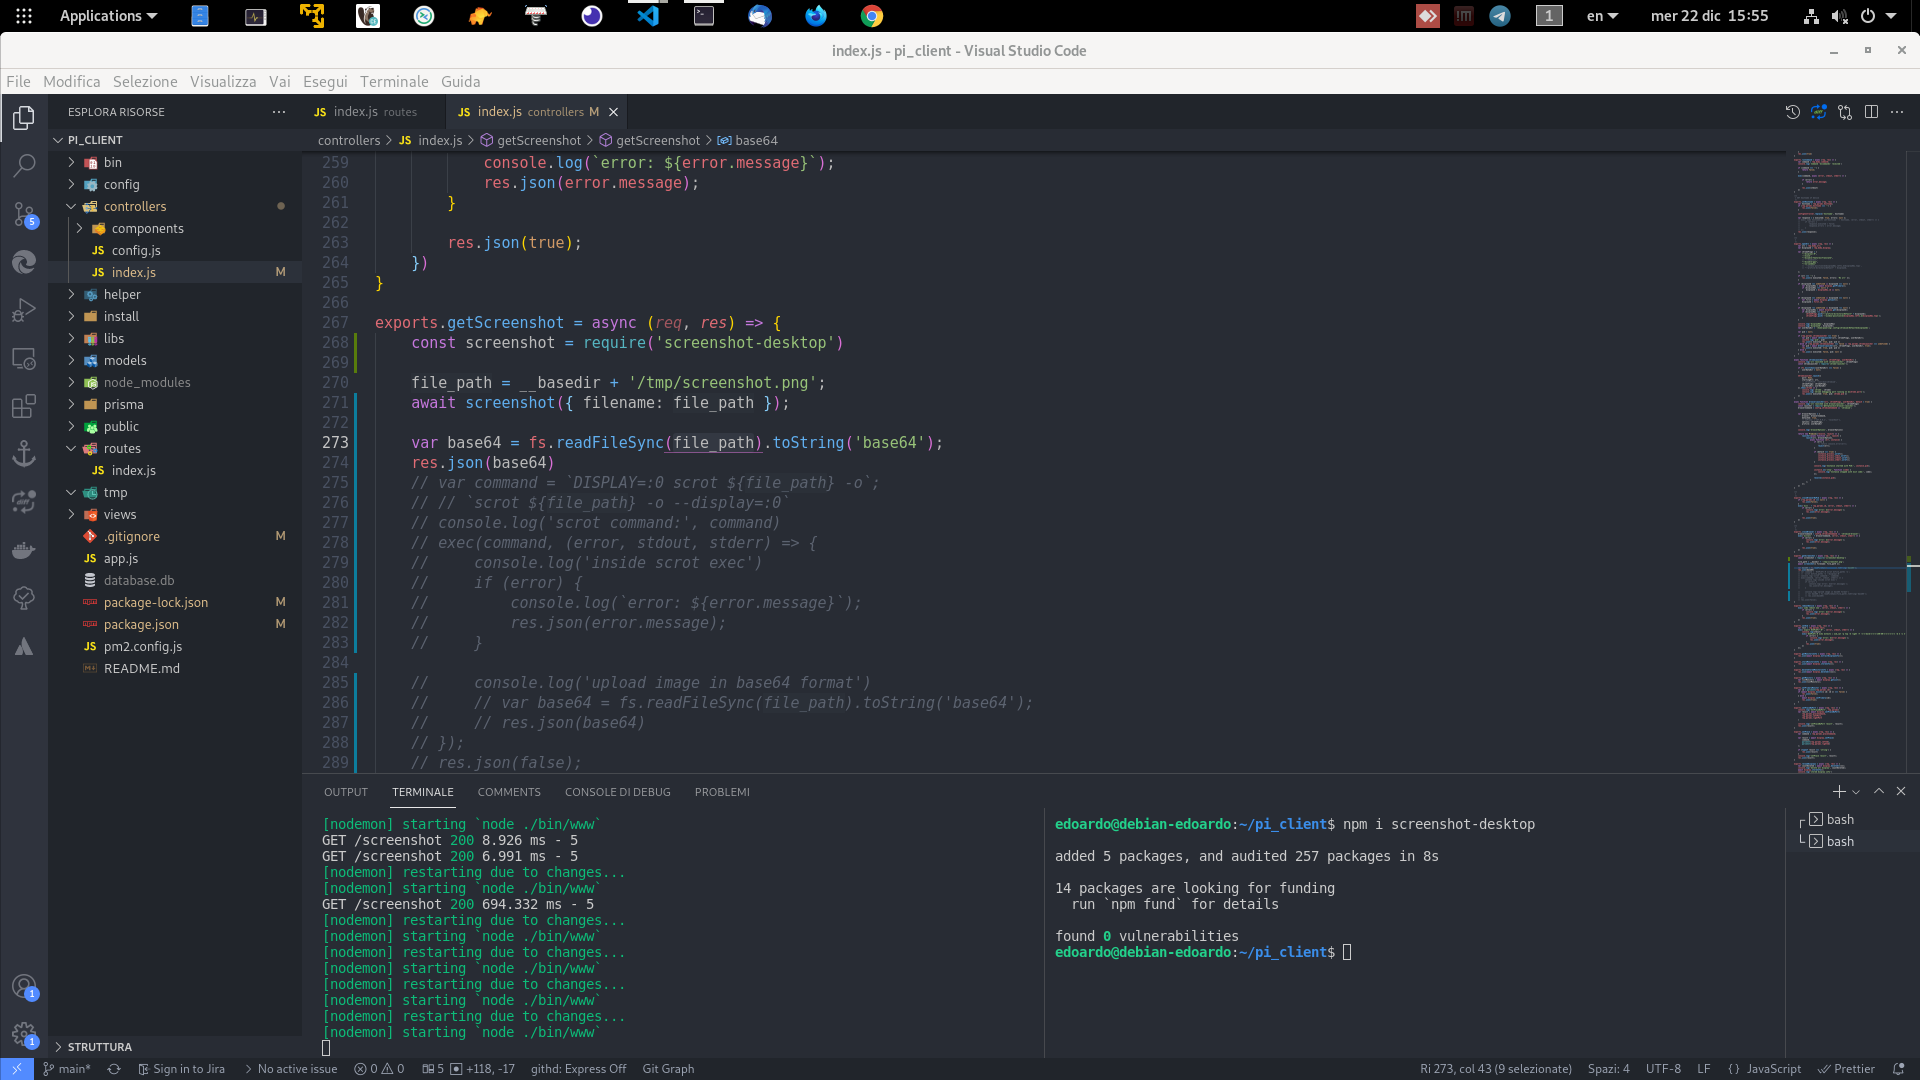 Applications
1
en
mer 22 dic 15:55
index.js - pi_client - Visual Studio Code
File Modifica Selezione Visualizza Vai Esegui Terminale Guida
ESPLORA RISORSE
JS index.js routes
JS index.js controllers M
PI_CLIENT
controllers > JS index.js > getScreenshot > getScreenshot > base64
bin
config
controllers
components
JS config.js
JS index.js M
helper
install
libs
models
node_modules
prisma
public
routes
JS index.js
tmp
views
.gitignore M
JS app.js
database.db
package-lock.json M
package.json M
JS pm2.config.js
README.md
STRUTTURA
5
1
1
259 console.log(`error: ${error.message}`);
260 res.json(error.message);
261 }
262
263 res.json(true);
264 })
265 }
266
267 exports.getScreenshot = async (req, res) => {
268 const screenshot = require('screenshot-desktop')
269
270 file_path = __basedir + '/tmp/screenshot.png';
271 await screenshot({ filename: file_path });
272
273 var base64 = fs.readFileSync(file_path).toString('base64');
274 res.json(base64)
275 // var command = `DISPLAY=:0 scrot ${file_path} -o`;
276 // // `scrot ${file_path} -o --display=:0`
277 // console.log('scrot command:', command)
278 // exec(command, (error, stdout, stderr) => {
279 // console.log('inside scrot exec')
280 // if (error) {
281 // console.log(`error: ${error.message}`);
282 // res.json(error.message);
283 // }
284
285 // console.log('upload image in base64 format')
286 // // var base64 = fs.readFileSync(file_path).toString('base64');
287 // // res.json(base64)
288 // });
289 // res.json(false);
OUTPUT TERMINALE COMMENTS CONSOLE DI DEBUG PROBLEMI
[nodemon] starting `node ./bin/www`
GET /screenshot 200 8.926 ms - 5
GET /screenshot 200 6.991 ms - 5
[nodemon] restarting due to changes...
[nodemon] starting `node ./bin/www`
GET /screenshot 200 694.332 ms - 5
[nodemon] restarting due to changes...
[nodemon] starting `node ./bin/www`
[nodemon] restarting due to changes...
[nodemon] starting `node ./bin/www`
[nodemon] restarting due to changes...
[nodemon] starting `node ./bin/www`
[nodemon] restarting due to changes...
[nodemon] starting `node ./bin/www`
edoardo@debian-edoardo:~/pi_client$ npm i screenshot-desktop
added 5 packages, and audited 257 packages in 8s
14 packages are looking for funding
run `npm fund` for details
found 0 vulnerabilities
edoardo@debian-edoardo:~/pi_client$
bash
bash
main* Sign in to Jira No active issue 0 0 5 +118, -17 githd: Express Off Git Graph
Ri 273, col 43 (9 selezionate) Spazi: 4 UTF-8 LF {} JavaScript Prettier